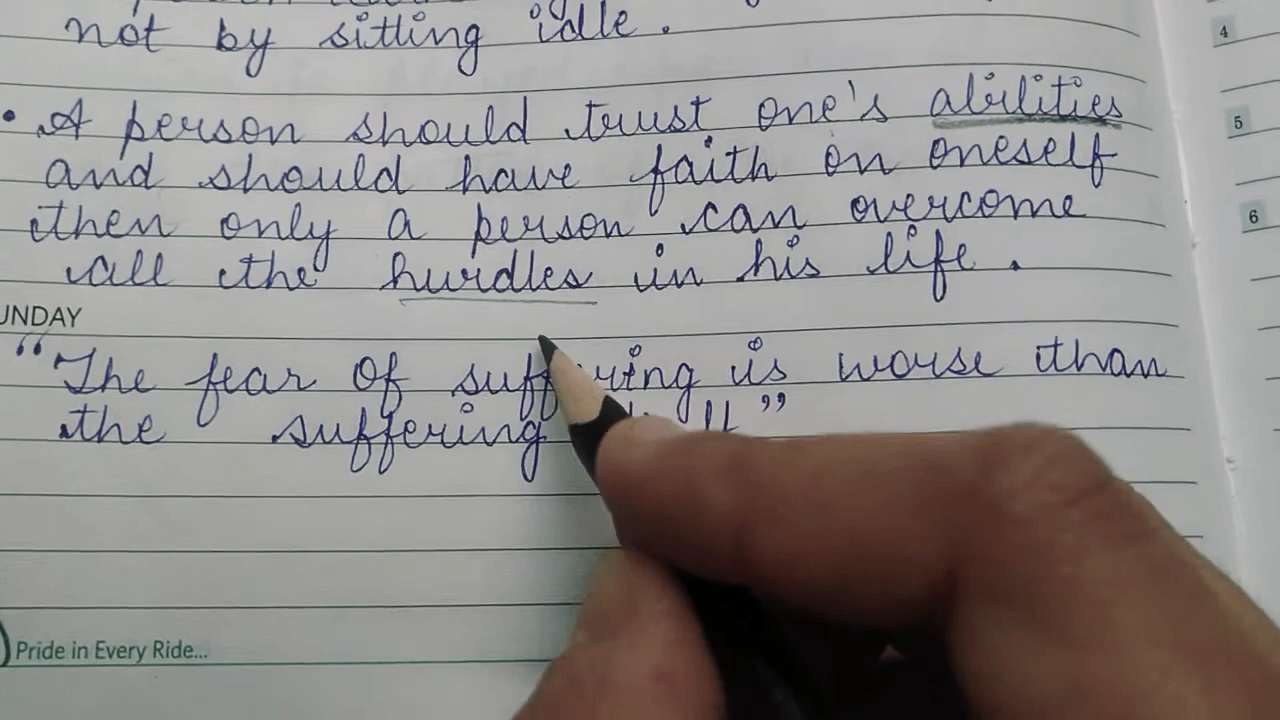 not by sitting idle.
• A person should trust one's abilities
and should have faith on oneself
then only a person can overcome
all the hurdles in his life.
UNDAY
"The fear of suffering is worse than
the suffering "
Pride in Every Ride...
4
5
6